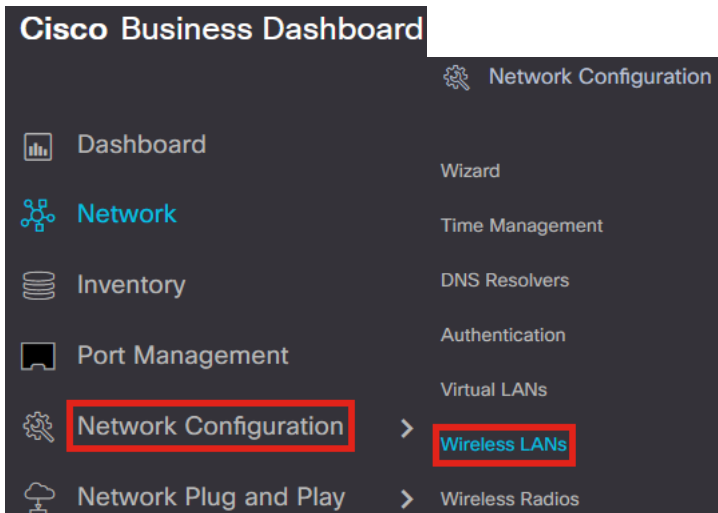 Cisco Business Dashboard
Dashboard
Network
Inventory
Port Management
Network Configuration
Network Plug and Play
Network Configuration
Wizard
Time Management
DNS Resolvers
Authentication
Virtual LANs
Wireless LANs
Wireless Radios